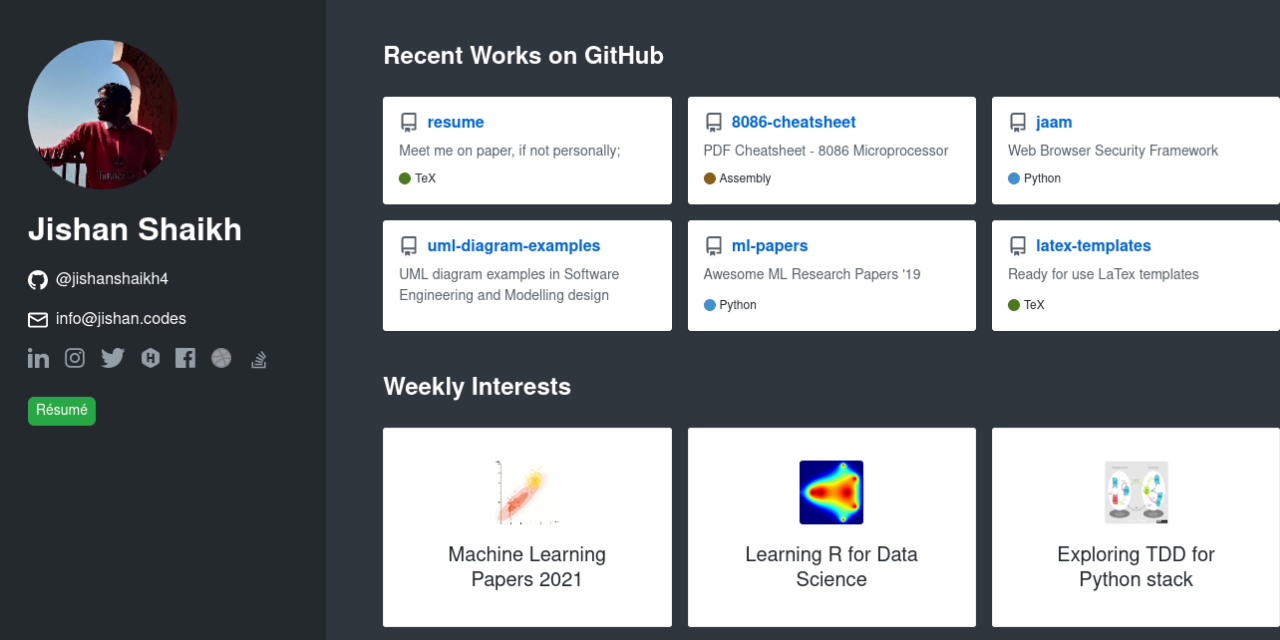 Jishan Shaikh
@jishanshaikh4
info@jishan.codes
Résumé
Recent Works on GitHub
resume
Meet me on paper, if not personally;
TeX
8086-cheatsheet
PDF Cheatsheet - 8086 Microprocessor
Assembly
jaam
Web Browser Security Framework
Python
uml-diagram-examples
UML diagram examples in Software
Engineering and Modelling design
ml-papers
Awesome ML Research Papers '19
Python
latex-templates
Ready for use LaTex templates
TeX
Weekly Interests
Machine Learning
Papers 2021
Learning R for Data
Science
Exploring TDD for
Python stack